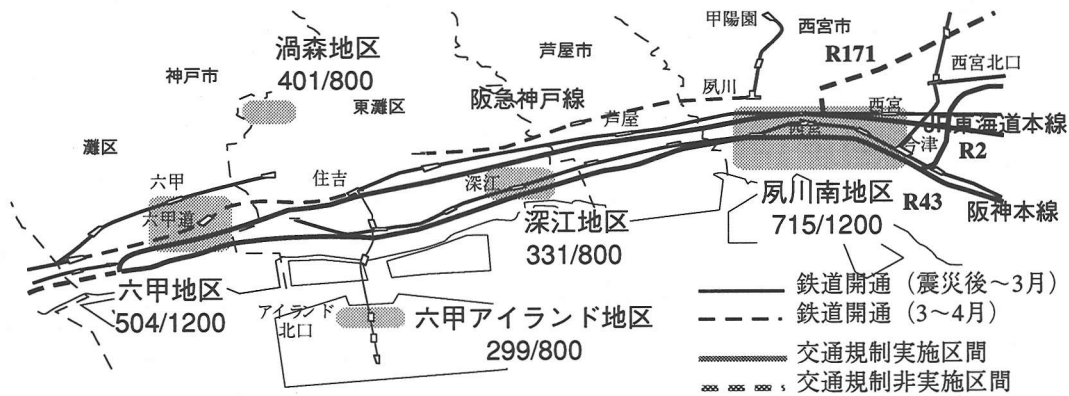 甲陽園
西宮市
芦屋市
R171
渦森地区
401/800
神戸市
東灘区
阪急神戸線
夙川
西宮北口
芦屋
西宮
西宮
JR東海道本線
今津
R2
灘区
六甲
住吉
深江
六甲道
夙川南地区
715/1200
R43
阪神本線
深江地区
331/800
六甲地区
504/1200
アイランド
北口
六甲アイランド地区
299/800
鉄道開通（震災後～3月）
鉄道開通（3～4月）
交通規制実施区間
交通規制非実施区間